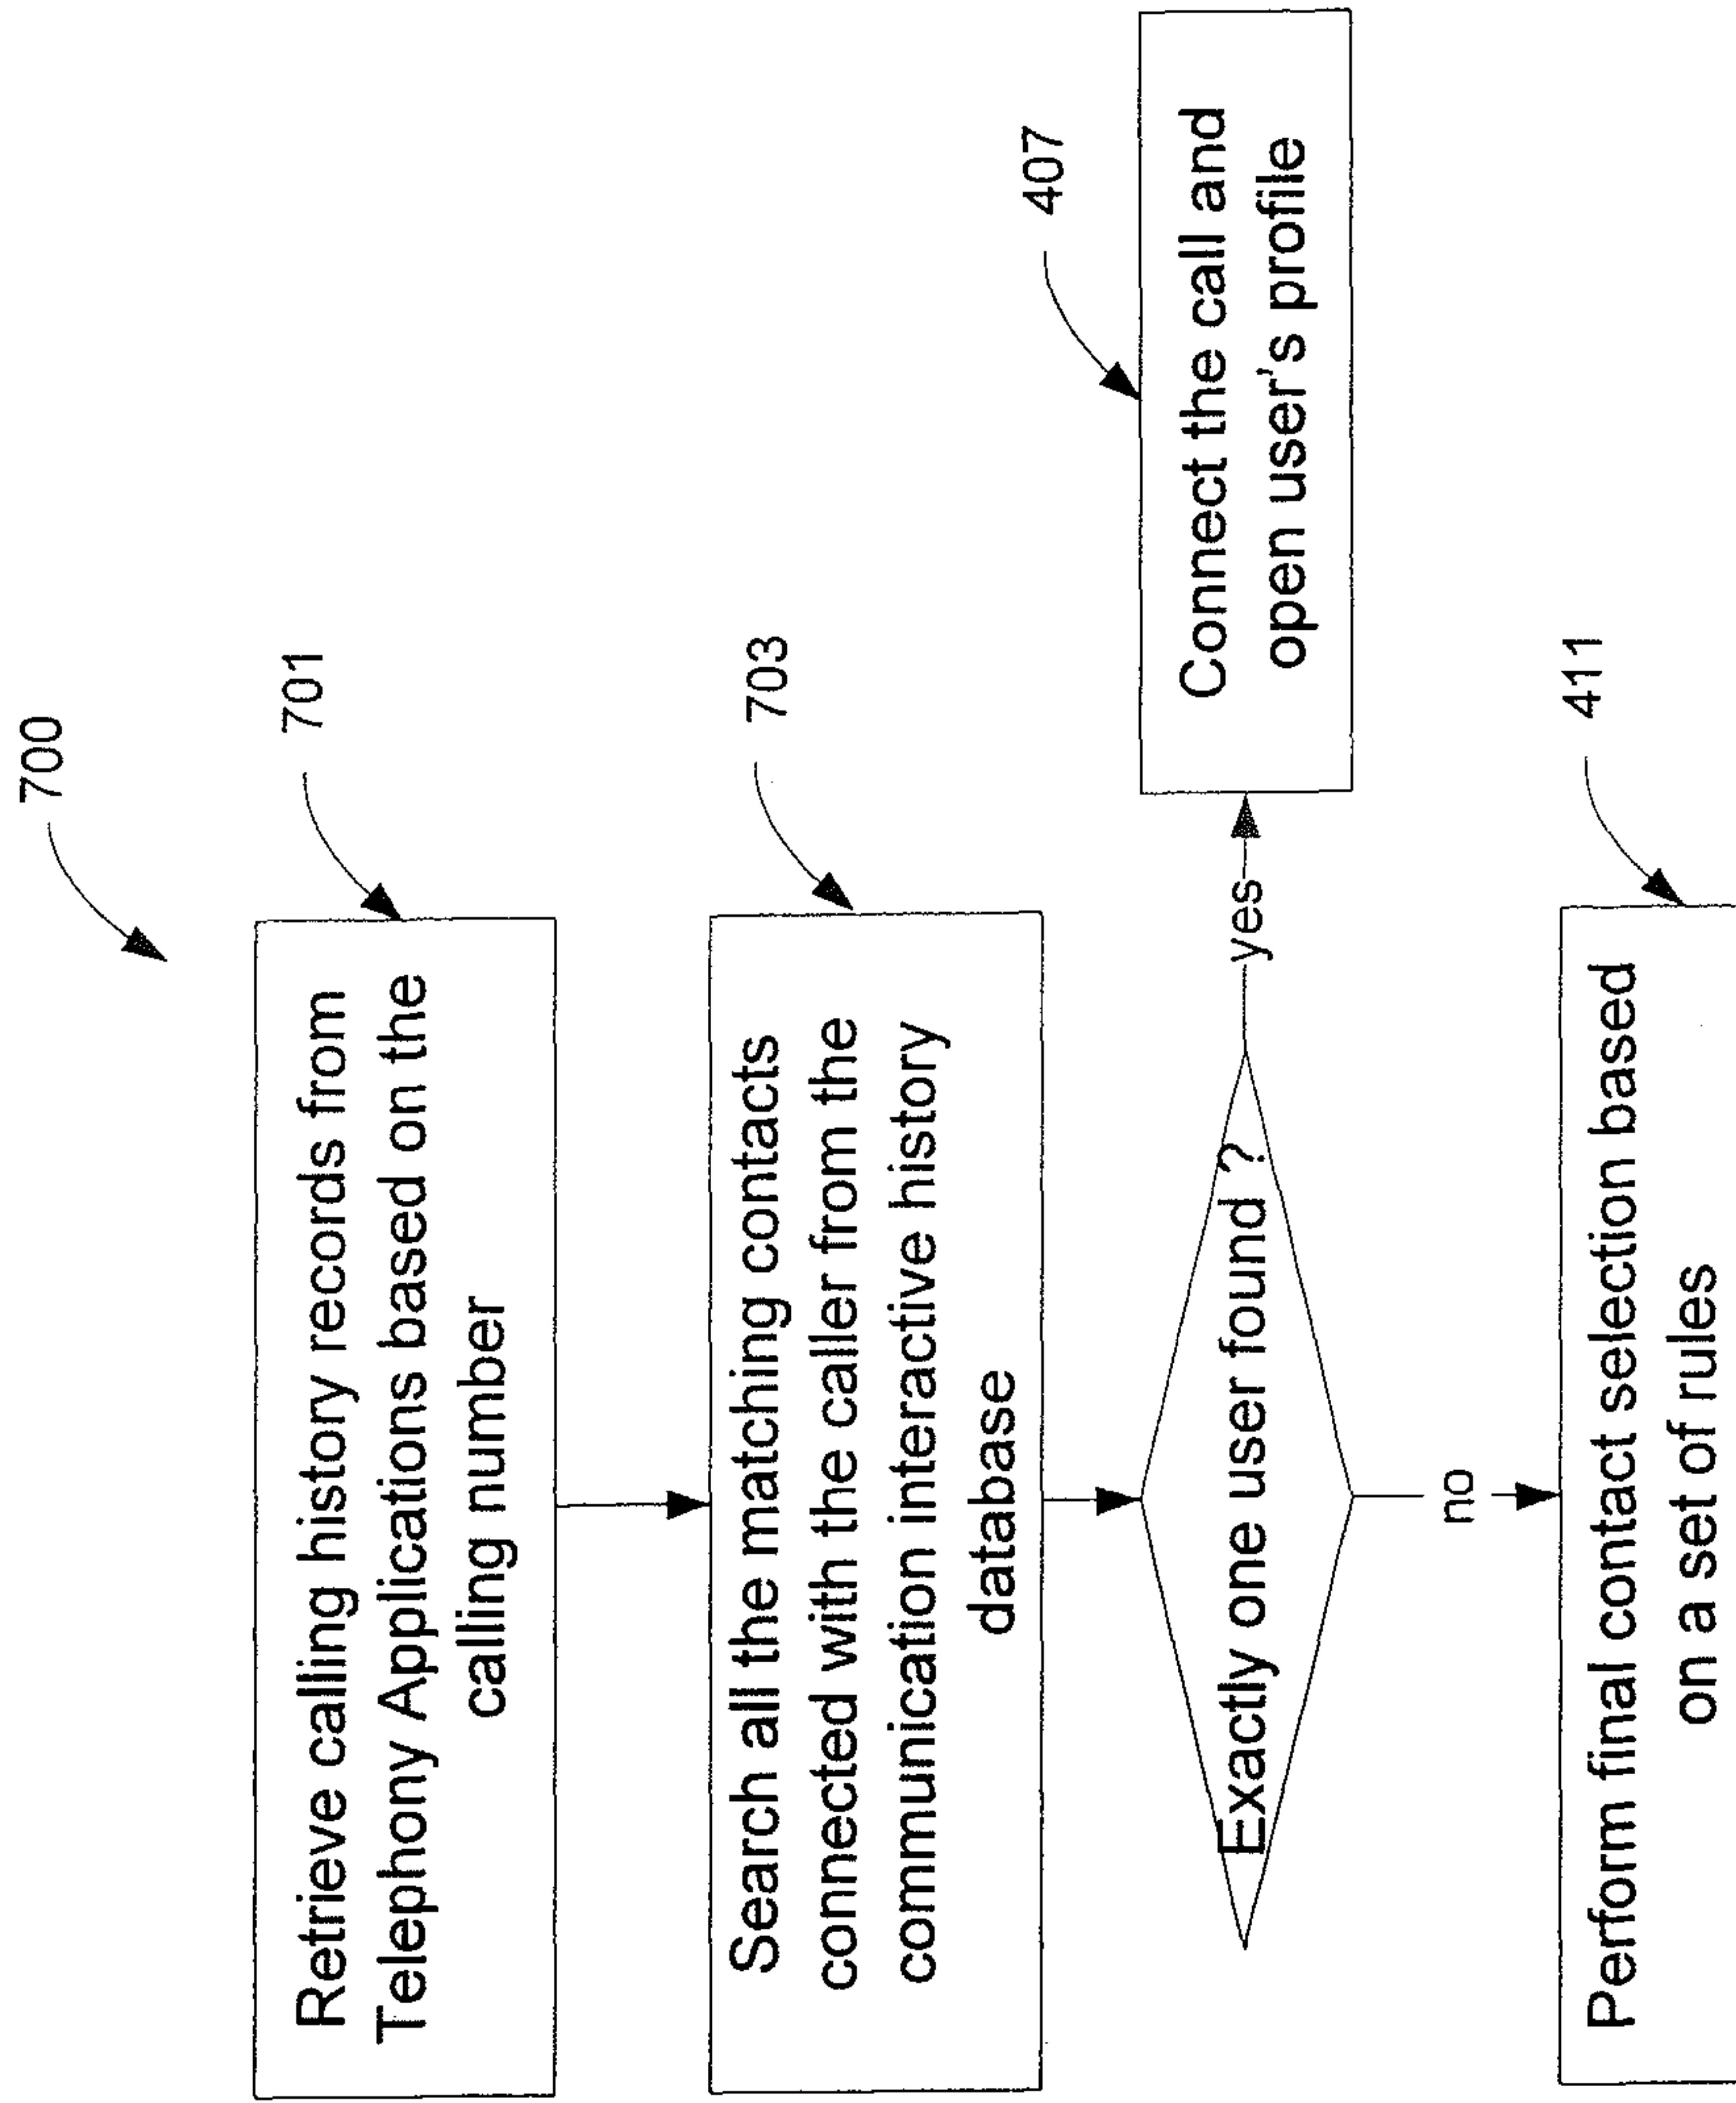 700
701
Retrieve calling history records from
Telephony Applications based on the
calling number
703
Search all the matching contacts
connected with the caller from the
communication interactive history
database
Exactly one user found ?
yes
407
Connect the call and
open user's profile
no
411
Perform final contact selection based
on a set of rules